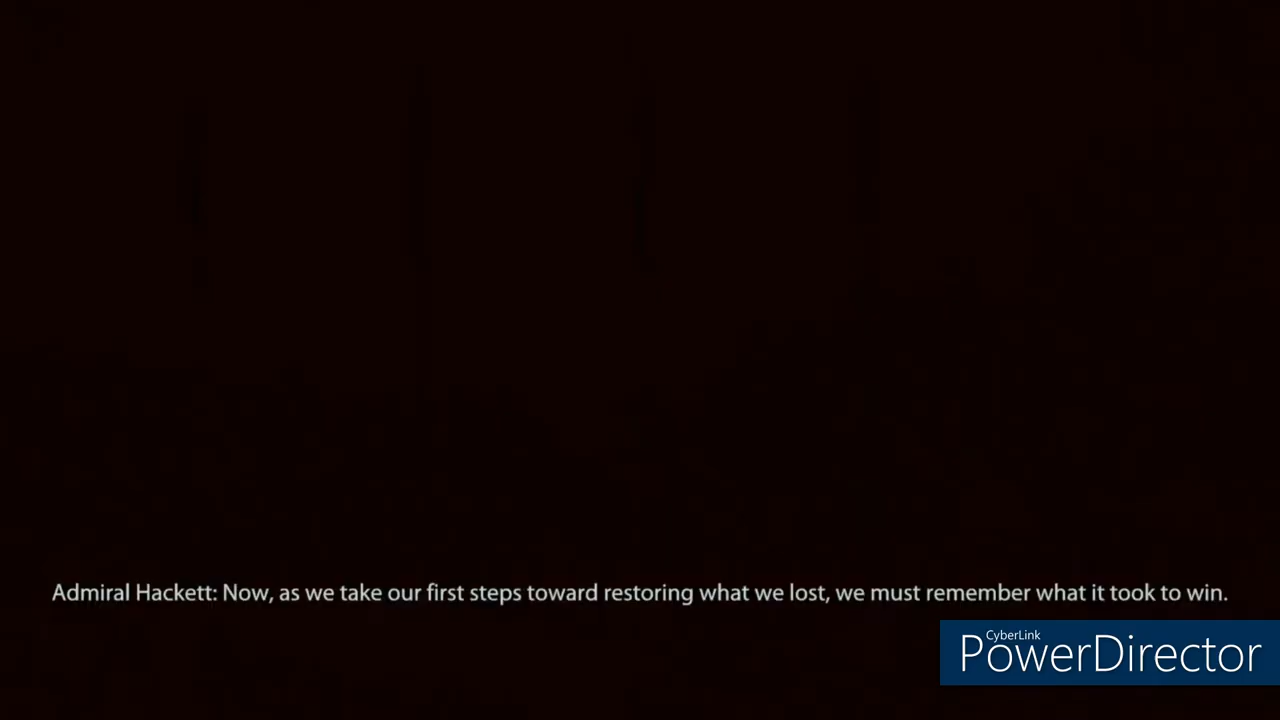 Admiral Hackett: Now, as we take our first steps toward restoring what we lost, we must remember what it took to win.
CyberLink
PowerDirector